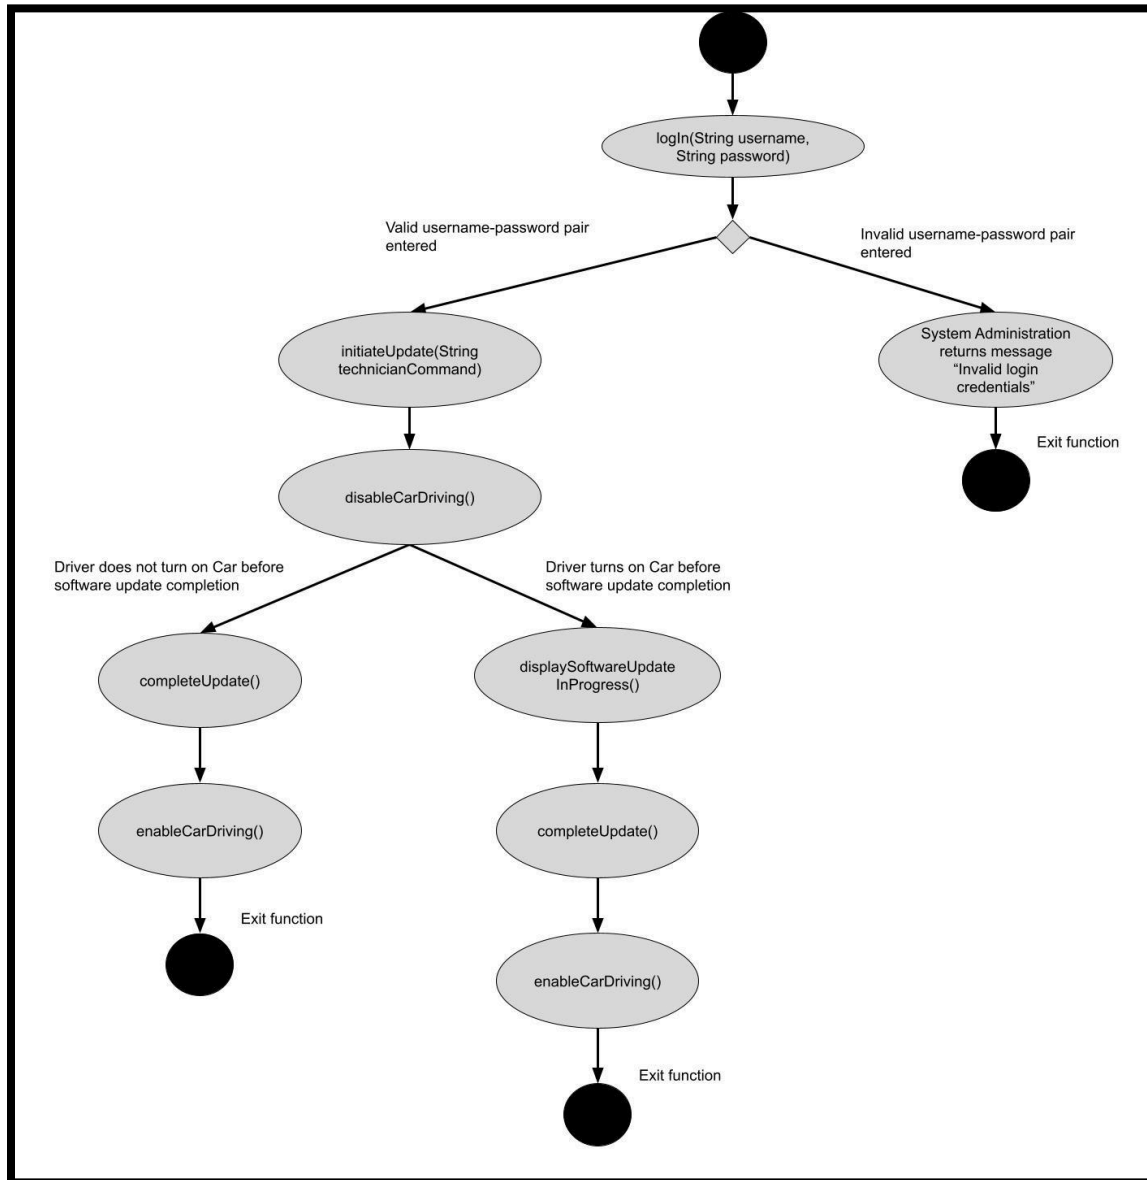 logIn(String username,
String password)
Valid username-password pair
entered
Invalid username-password pair
entered
initiateUpdate(String
technicianCommand)
System Administration
returns message
“Invalid login
credentials”
Exit function
disableCarDriving()
Driver does not turn on Car before
software update completion
Driver turns on Car before
software update completion
completeUpdate()
displaySoftwareUpdate
InProgress()
enableCarDriving()
completeUpdate()
Exit function
enableCarDriving()
Exit function